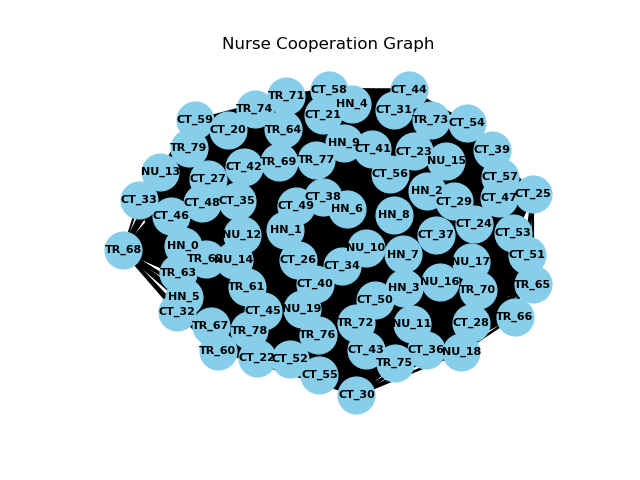 Nurse Cooperation Graph
CT_58
CT_44
TR_71
HN_4
TR_74
CT_31
CT_21
CT_59
TR_73
CT_54
CT_20
TR_64
HN_9
TR_79
CT_41
CT_23
CT_39
TR_77
NU_15
TR_69
CT_42
NU_13
CT_56
CT_57
CT_27
HN_2
CT_25
CT_38
CT_47
CT_33
CT_35
CT_29
CT_48
CT_49
HN_6
HN_8
CT_46
CT_24
HN_1
CT_53
NU_12
CT_37
HN_0
NU_10
TR_68
HN_7
CT_51
NU_14
CT_26
NU_17
CT_34
TR_63
NU_16
CT_40
TR_65
TR_61
HN_3
TR_70
HN_5
CT_50
NU_19
CT_45
CT_32
TR_66
TR_72
NU_11
CT_28
TR_67
TR_78
TR_76
CT_43
CT_36
TR_60
NU_18
CT_22
CT_52
TR_75
CT_55
CT_30